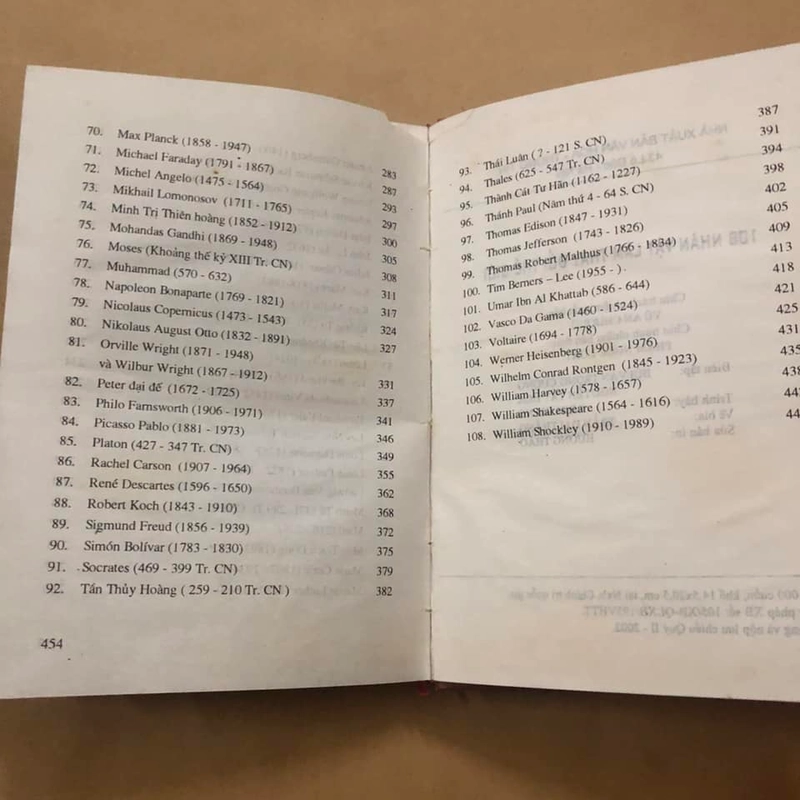 70. Max Planck (1858 - 1947) 283
71. Michael Faraday (1791 - 1867) 287
72. Michel Angelo (1475 - 1564) 293
73. Mikhail Lomonosov (1711 - 1765) 297
74. Minh Trị Thiên hoàng (1852 - 1912) 300
75. Mohandas Gandhi (1869 - 1948) 305
76. Moses (Khoảng thế kỷ XIII Tr. CN) 308
77. Muhammad (570 - 632) 311
78. Napoleon Bonaparte (1769 - 1821) 317
79. Nicolaus Copernicus (1473 - 1543) 324
80. Nikolaus August Otto (1832 - 1891) 327
81. Orville Wright (1871 - 1948)
và Wilbur Wright (1867 - 1912) 331
82. Peter đại đế (1672 - 1725) 337
83. Philo Farnsworth (1906 - 1971) 341
84. Picasso Pablo (1881 - 1973) 346
85. Platon (427 - 347 Tr. CN) 349
86. Rachel Carson (1907 - 1964) 355
87. René Descartes (1596 - 1650) 362
88. Robert Koch (1843 - 1910) 368
89. Sigmund Freud (1856 - 1939) 372
90. Simón Bolívar (1783 - 1830) 375
91. Socrates (469 - 399 Tr. CN) 379
92. Tần Thủy Hoàng ( 259 - 210 Tr. CN ) 382
454
93. Thái Luân ( ? - 121 S. CN) 387
94. Thales (625 - 547 Tr. CN) 391
95. Thành Cát Tư Hãn (1162 - 1227) 394
96. Thánh Paul (Năm thứ 4 - 64 S. CN) 398
97. Thomas Edison (1847 - 1931) 402
98. Thomas Jefferson (1743 - 1826) 405
99. Thomas Robert Malthus (1766 - 1834) 409
100. Tim Berners – Lee (1955 - ) 413
101. Umar Ibn Al Khattab (586 - 644) 418
102. Vasco Da Gama (1460 - 1524) 421
103. Voltaire (1694 - 1778) 425
104. Werner Heisenberg (1901 - 1976) 431
105. Wilhelm Conrad Rontgen (1845 - 1923) 435
106. William Harvey (1578 - 1657) 438
107. William Shakespeare (1564 - 1616)
108. William Shockley (1910 - 1989)